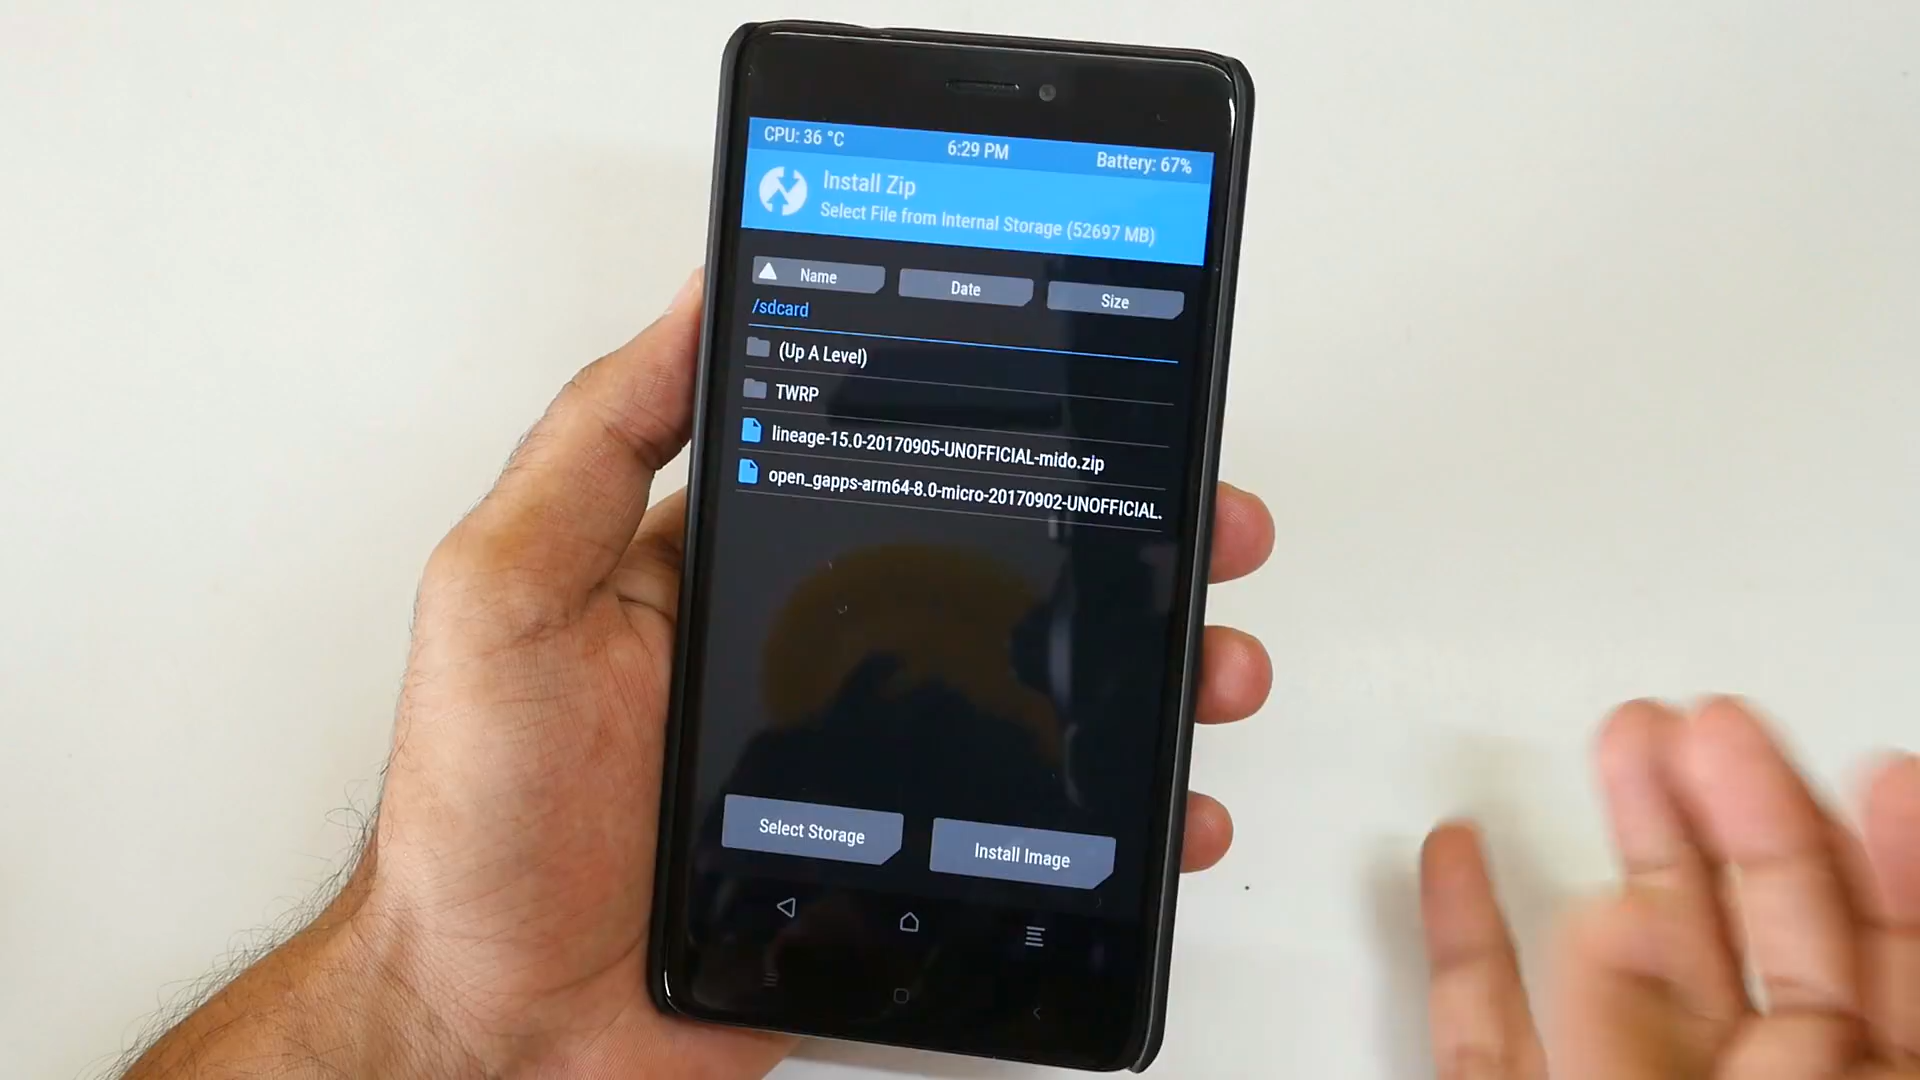 CPU: 36 °C 6:29 PM Battery: 67%
Install Zip
Select File from Internal Storage (52697 MB)
Name Date Size
/sdcard
(Up A Level)
TWRP
lineage-15.0-20170905-UNOFFICIAL-mido.zip
open_gapps-arm64-8.0-micro-20170902-UNOFFICIAL.
Select Storage Install Image